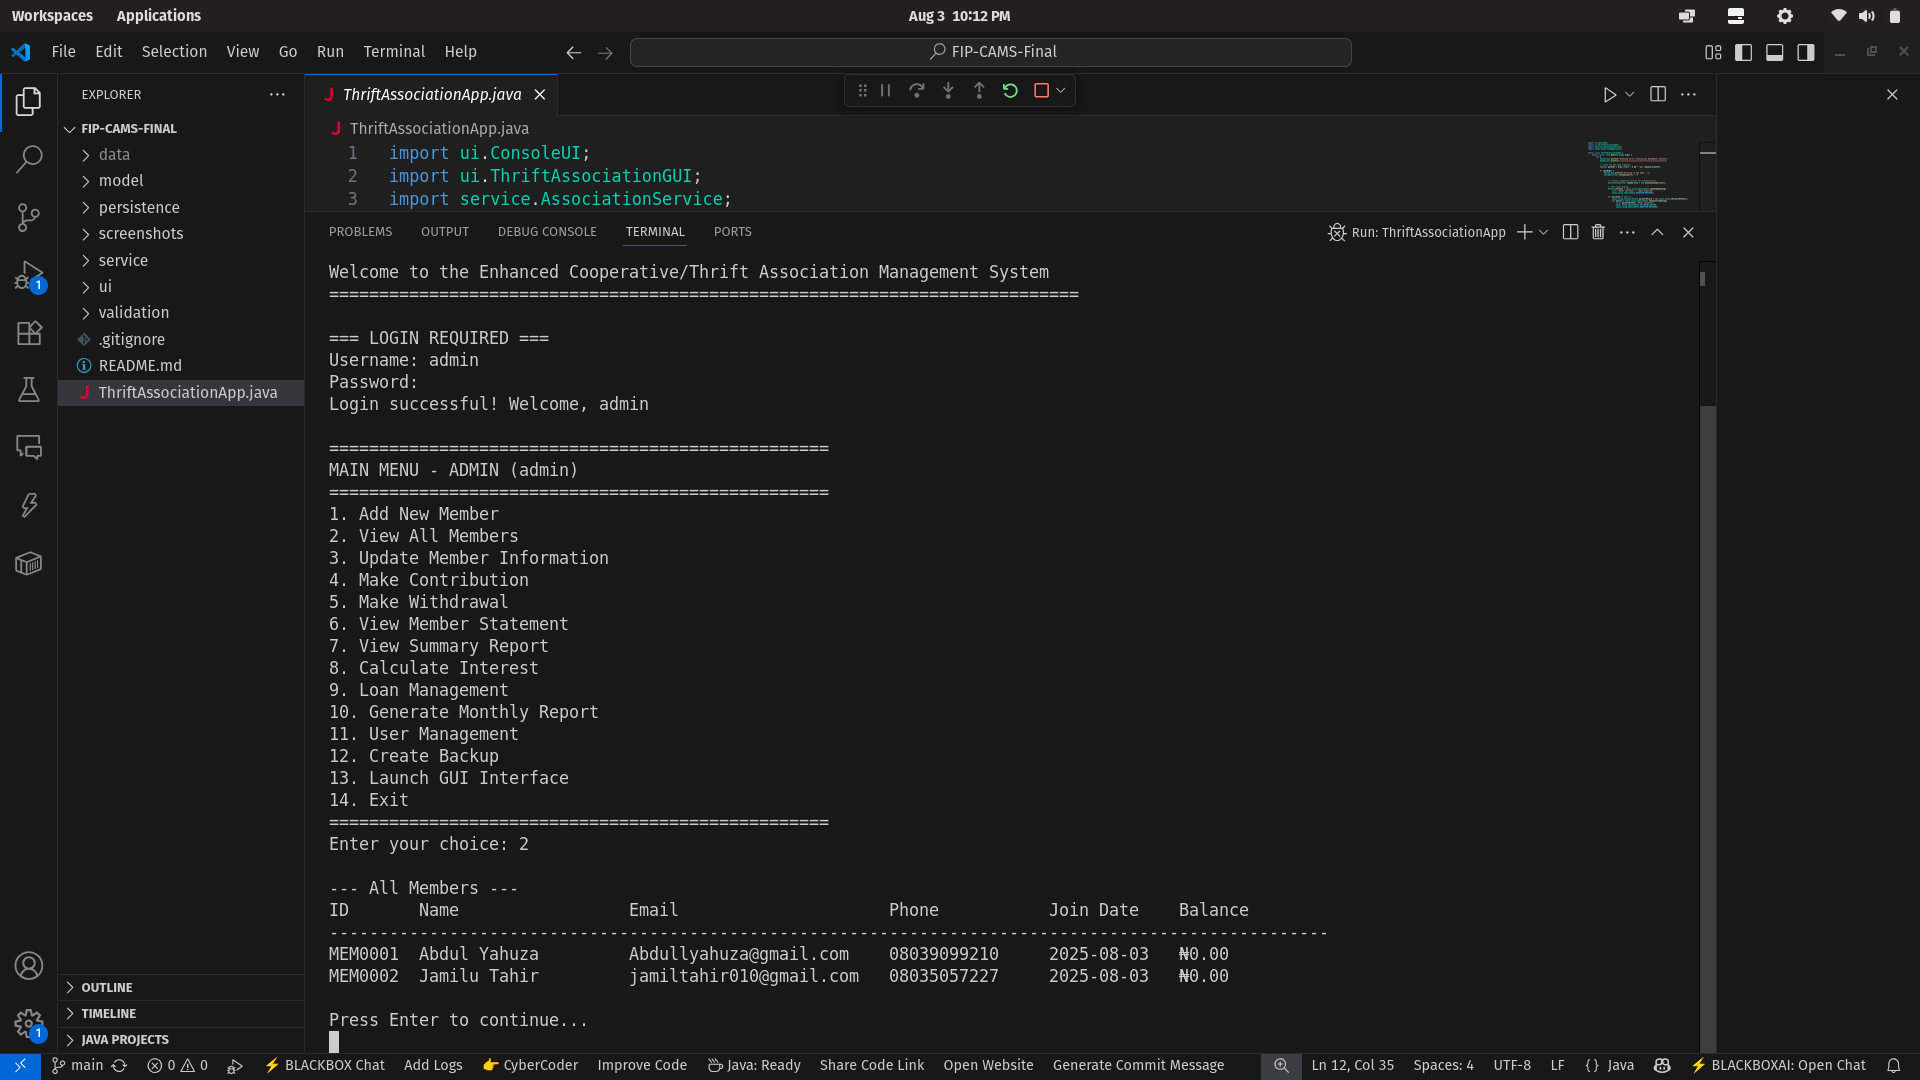 Workspaces Applications Aug 3 10:12 PM
File Edit Selection View Go Run Terminal Help FIP-CAMS-Final
EXPLORER
FIP-CAMS-FINAL
data
model
persistence
screenshots
service
ui
validation
.gitignore
README.md
ThriftAssociationApp.java
OUTLINE
TIMELINE
JAVA PROJECTS
1
1
ThriftAssociationApp.java
ThriftAssociationApp.java
1 import ui.ConsoleUI;
2 import ui.ThriftAssociationGUI;
3 import service.AssociationService;
PROBLEMS OUTPUT DEBUG CONSOLE TERMINAL PORTS Run: ThriftAssociationApp
Welcome to the Enhanced Cooperative/Thrift Association Management System
===========================================================================
=== LOGIN REQUIRED ===
Username: admin
Password:
Login successful! Welcome, admin
==================================================
MAIN MENU - ADMIN (admin)
==================================================
1. Add New Member
2. View All Members
3. Update Member Information
4. Make Contribution
5. Make Withdrawal
6. View Member Statement
7. View Summary Report
8. Calculate Interest
9. Loan Management
10. Generate Monthly Report
11. User Management
12. Create Backup
13. Launch GUI Interface
14. Exit
==================================================
Enter your choice: 2
--- All Members ---
ID Name Email Phone Join Date Balance
----------------------------------------------------------------------------------------------------
MEM0001 Abdul Yahuza Abdullyahuza@gmail.com 08039099210 2025-08-03 ₦0.00
MEM0002 Jamilu Tahir jamiltahir010@gmail.com 08035057227 2025-08-03 ₦0.00
Press Enter to continue...
main 0 0 BLACKBOX Chat Add Logs CyberCoder Improve Code Java: Ready Share Code Link Open Website Generate Commit Message Ln 12, Col 35 Spaces: 4 UTF-8 LF {} Java BLACKBOXAI: Open Chat